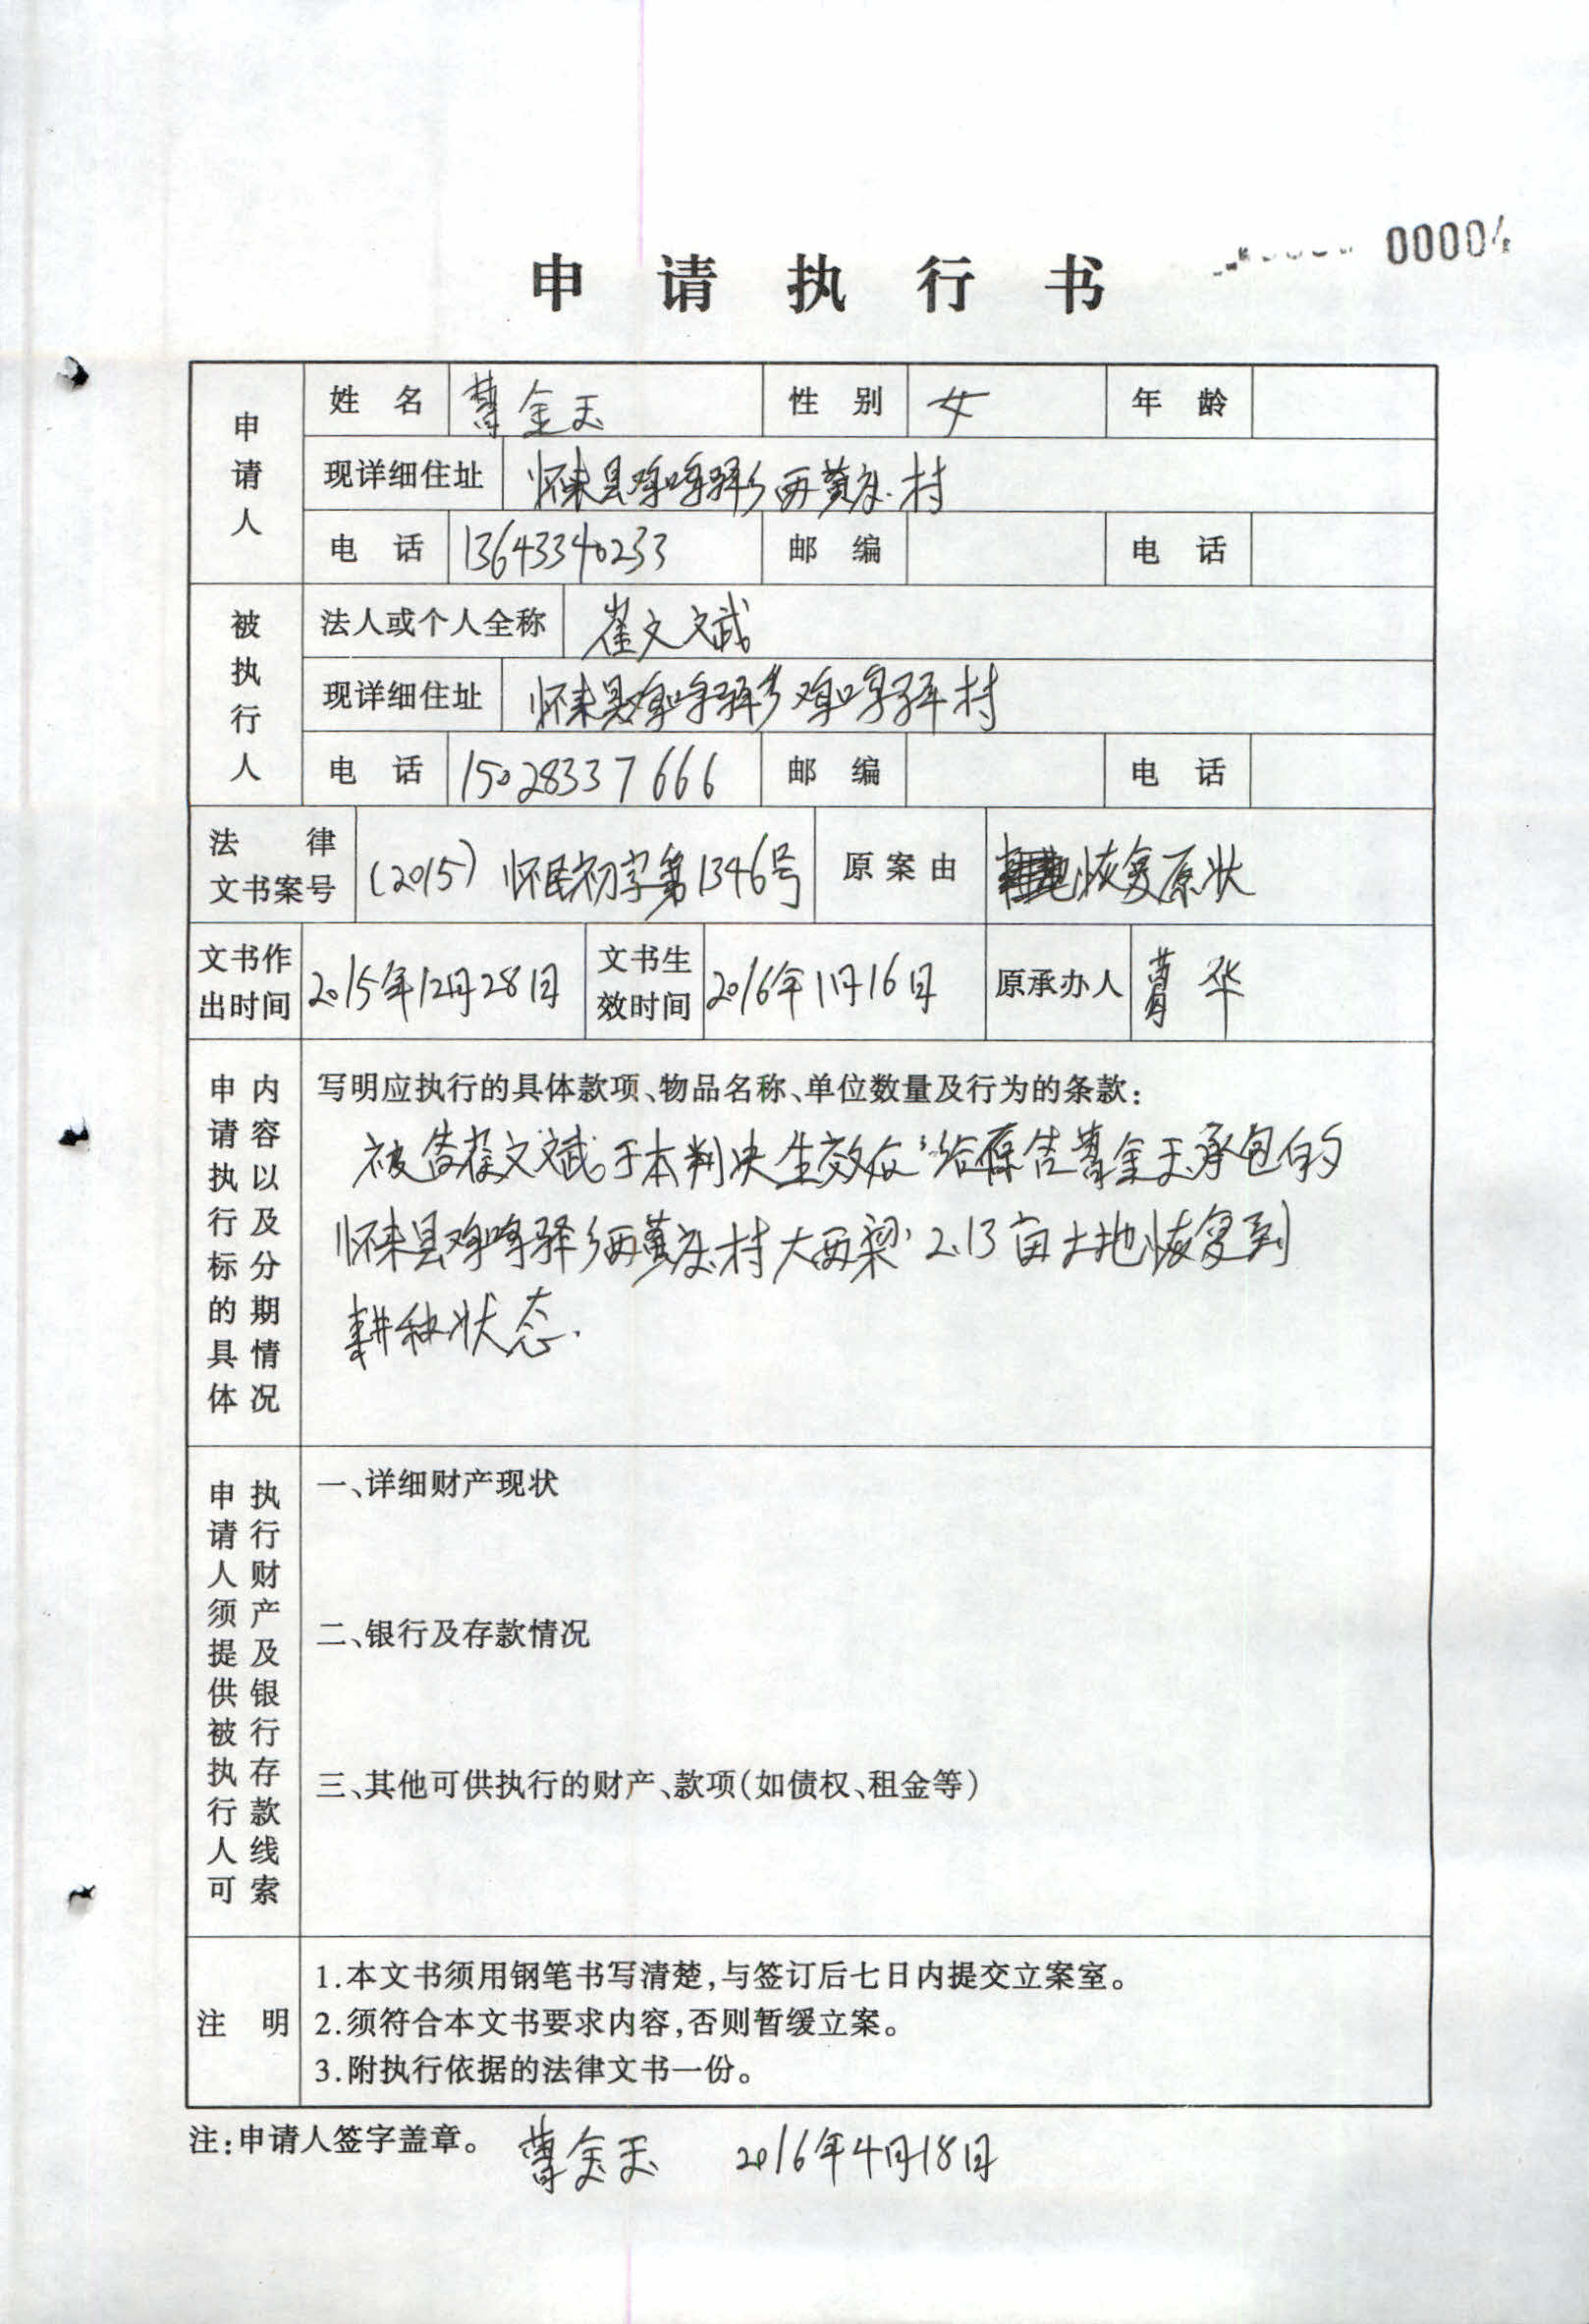 00004
申请执行书
申请人
姓名 曹金玉 性别 女 年龄
现详细住址 怀来县鸡鸣驿乡西黄庄村
电话 13643340233 邮编 电话
被执行人
法人或个人全称 崔文斌
现详细住址 怀来县鸡鸣驿乡鸡鸣驿村
电话 15028337666 邮编 电话
法律文书案号 (2015)怀民初字第1346号 原案由 恢复原状
文书作出时间 2015年12月28日 文书生效时间 2016年1月16日 原承办人 曹华
申请执行标的具体内容以及分期情况
写明应执行的具体款项、物品名称、单位数量及行为的条款:
被告崔文斌于本判决生效后 给原告曹金玉承包的
怀来县鸡鸣驿乡西黄庄村大西梁2.13亩土地恢复到
耕种状态.
申请人须提供被执行人可执行财产及银行存款线索
一、详细财产现状
二、银行及存款情况
三、其他可供执行的财产、款项(如债权、租金等)
注明
1.本文书须用钢笔书写清楚,与签订后七日内提交立案室。
2.须符合本文书要求内容,否则暂缓立案。
3.附执行依据的法律文书一份。
注:申请人签字盖章。 曹金玉 2016年4月18日